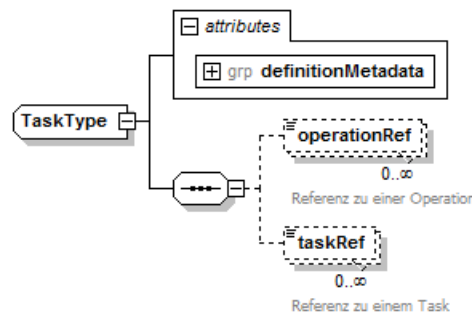 attributes
grp definitionMetadata
TaskType
operationRef
0..∞
Referenz zu einer Operation
taskRef
0..∞
Referenz zu einem Task